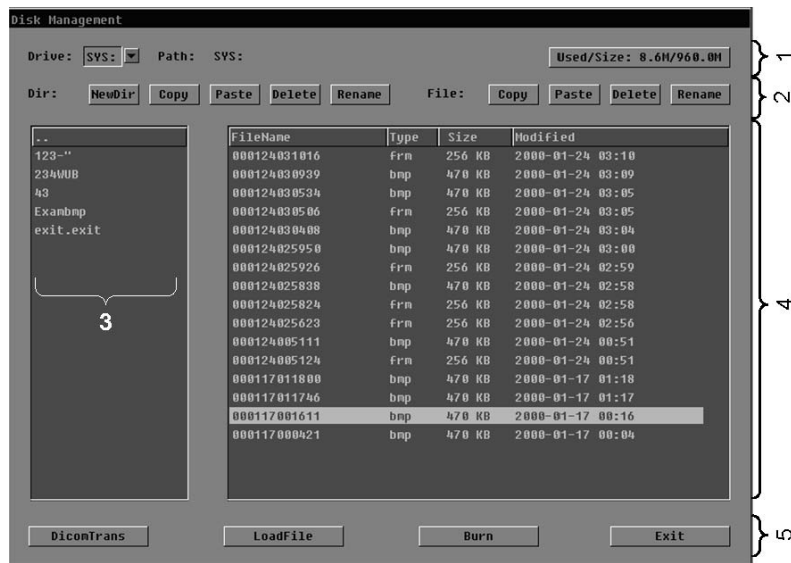 Disk Management
Drive: SYS: Path: SYS: Used/Size: 8.6M/960.0M
Dir: NewDir Copy Paste Delete Rename File: Copy Paste Delete Rename
..
123-"
234WUB
43
Exambmp
exit.exit
3
FileName Type Size Modified
000124031016 frm 256 KB 2000-01-24 03:10
000124030939 bmp 470 KB 2000-01-24 03:09
000124030534 bmp 470 KB 2000-01-24 03:05
000124030506 frm 256 KB 2000-01-24 03:05
000124030408 bmp 470 KB 2000-01-24 03:04
000124025950 bmp 470 KB 2000-01-24 03:00
000124025926 frm 256 KB 2000-01-24 02:59
000124025838 bmp 470 KB 2000-01-24 02:58
000124025824 frm 256 KB 2000-01-24 02:58
000124025623 frm 256 KB 2000-01-24 02:56
000124005111 bmp 470 KB 2000-01-24 00:51
000124005124 frm 256 KB 2000-01-24 00:51
000117011800 bmp 470 KB 2000-01-17 01:18
000117011746 bmp 470 KB 2000-01-17 01:17
000117001611 bmp 470 KB 2000-01-17 00:16
000117000421 bmp 470 KB 2000-01-17 00:04
DicomTrans LoadFile Burn Exit
1
2
4
5